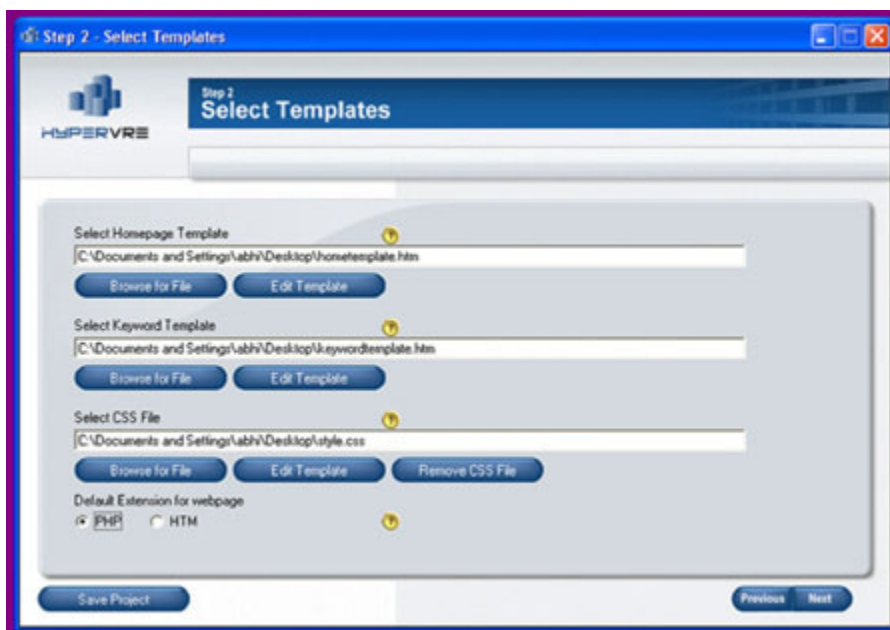 Step 2 - Select Templates
HYPERVRE
Step 2
Select Templates
Select Homepage Template
C:\Documents and Settings\abhi\Desktop\hometemplate.htm
Browse for File Edit Template
Select Keyword Template
C:\Documents and Settings\abhi\Desktop\keywordtemplate.htm
Browse for File Edit Template
Select CSS File
C:\Documents and Settings\abhi\Desktop\style.css
Browse for File Edit Template Remove CSS File
Default Extension for webpage
PHP HTM
Save Project Previous Next